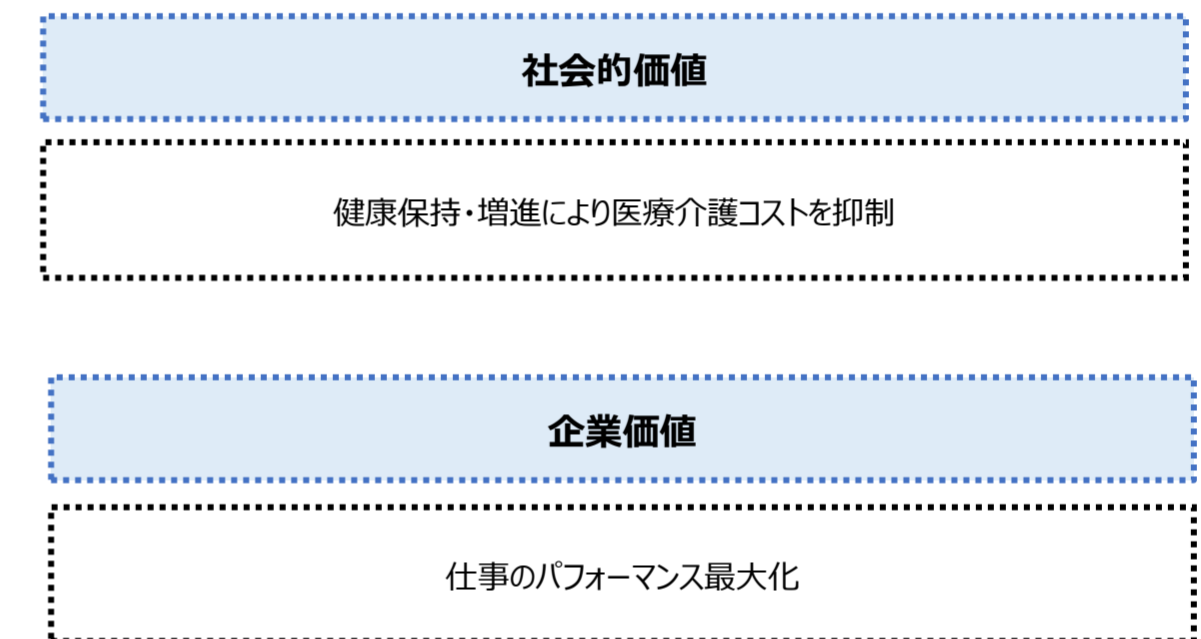 社会的価値
健康保持・増進により医療介護コストを抑制
企業価値
仕事のパフォーマンス最大化